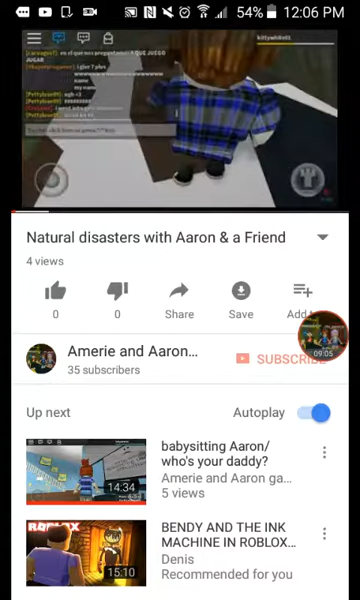 54% 12:06 PM
kittywhite01
JUGAR
Natural disasters with Aaron & a Friend
4 views
0
0
Share
Save
Add
09:05
Amerie and Aaron...
35 subscribers
SUBSCRIBE
Up next
Autoplay
babysitting Aaron/
who's your daddy?
Amerie and Aaron ga...
5 views
14:34
ROBLOX
BENDY AND THE INK
MACHINE IN ROBLOX...
Denis
Recommended for you
15:10